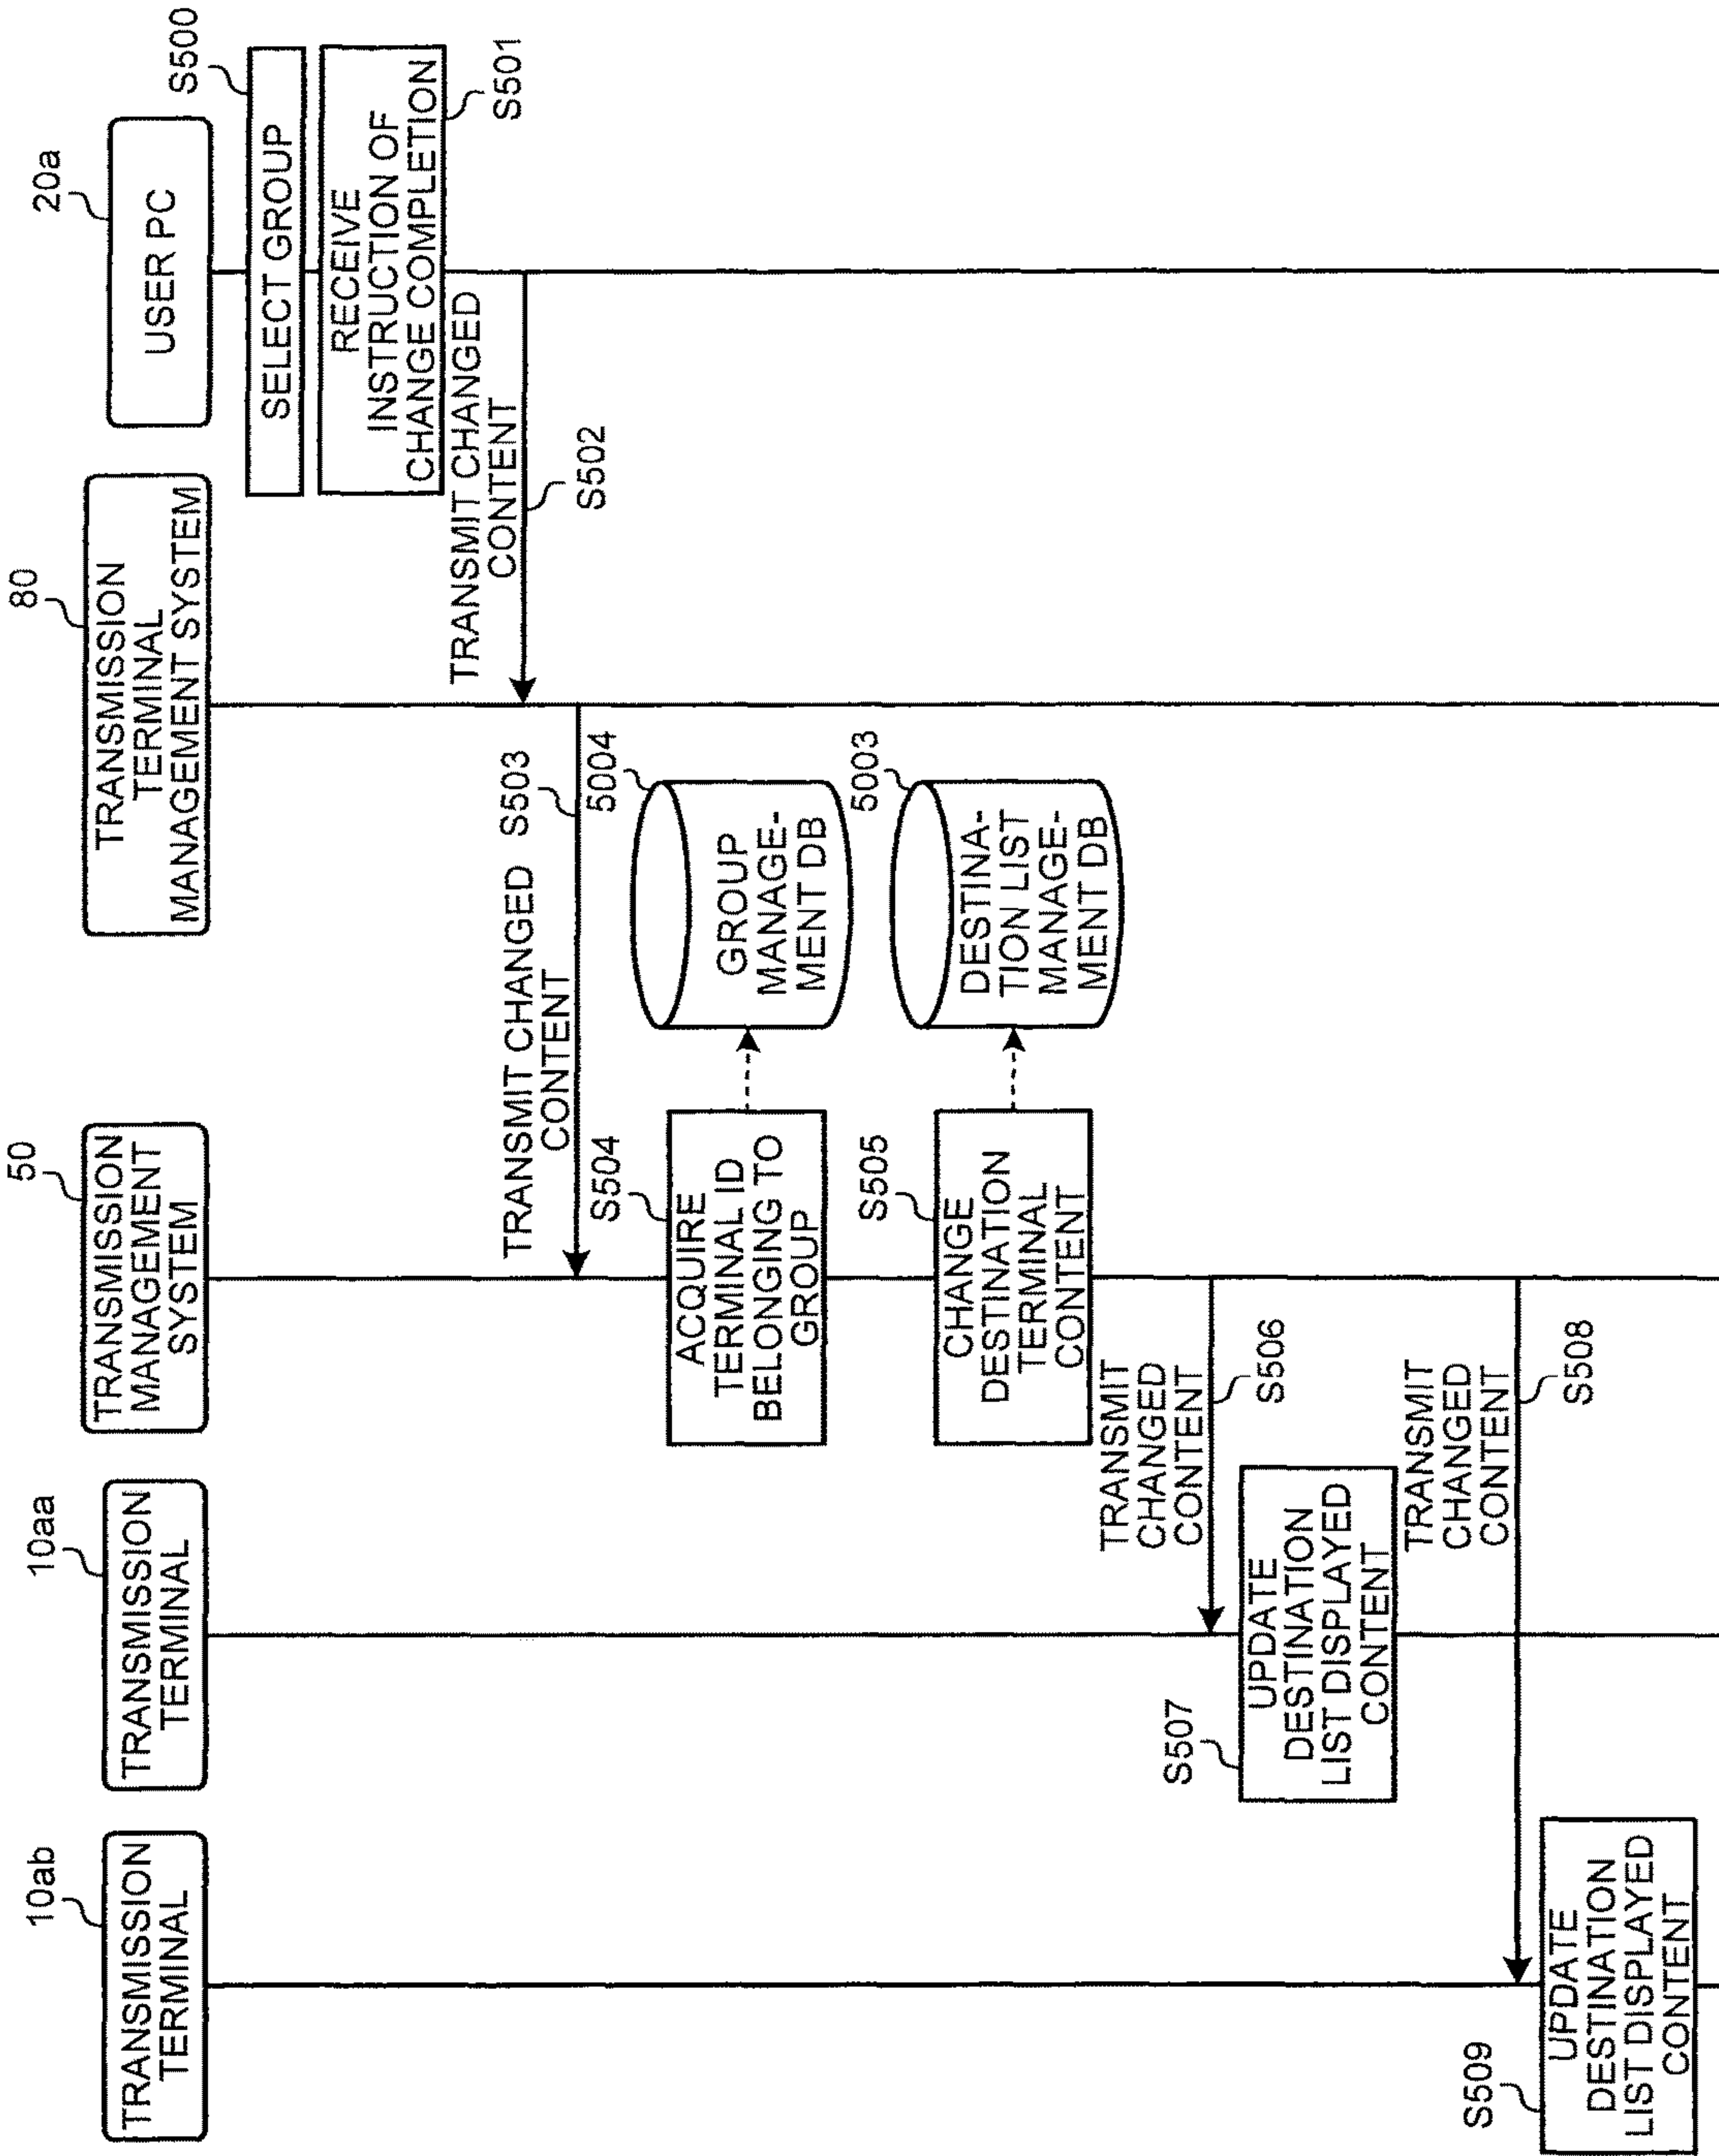 10ab
TRANSMISSION
TERMINAL
10aa
TRANSMISSION
TERMINAL
50
TRANSMISSION
MANAGEMENT
SYSTEM
80
TRANSMISSION
TERMINAL
MANAGEMENT SYSTEM
20a
USER PC
S500
SELECT GROUP
RECEIVE
INSTRUCTION OF
CHANGE COMPLETION
S501
TRANSMIT CHANGED
CONTENT
S502
TRANSMIT CHANGED
CONTENT
S503
S504
ACQUIRE
TERMINAL ID
BELONGING TO
GROUP
5004
GROUP
MANAGE-
MENT DB
S505
CHANGE
DESTINATION
TERMINAL
CONTENT
5003
DESTINA-
TION LIST
MANAGE-
MENT DB
TRANSMIT
CHANGED
CONTENT
S506
S507
UPDATE
DESTINATION
LIST DISPLAYED
CONTENT
TRANSMIT
CHANGED
CONTENT
S508
S509
UPDATE
DESTINATION
LIST DISPLAYED
CONTENT